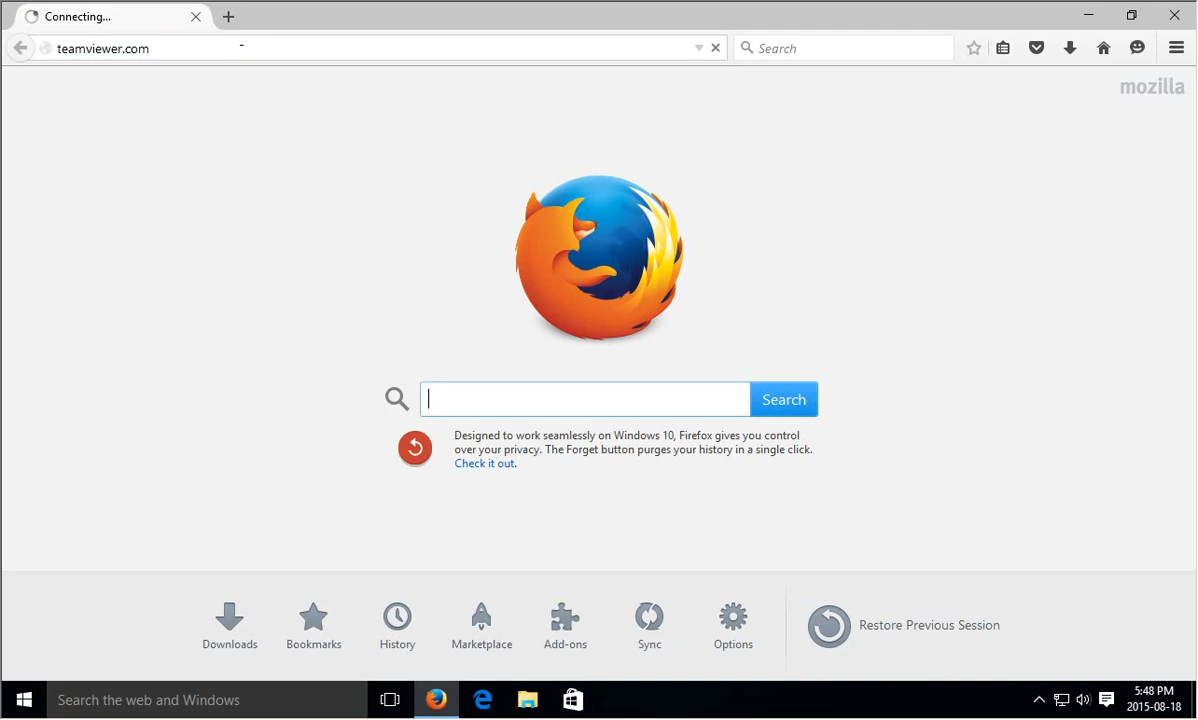 Connecting...
teamviewer.com
Search
mozilla
Search
Designed to work seamlessly on Windows 10, Firefox gives you control
over your privacy. The Forget button purges your history in a single click.
Check it out.
Downloads
Bookmarks
History
Marketplace
Add-ons
Sync
Options
Restore Previous Session
Search the web and Windows
5:48 PM
2015-08-18